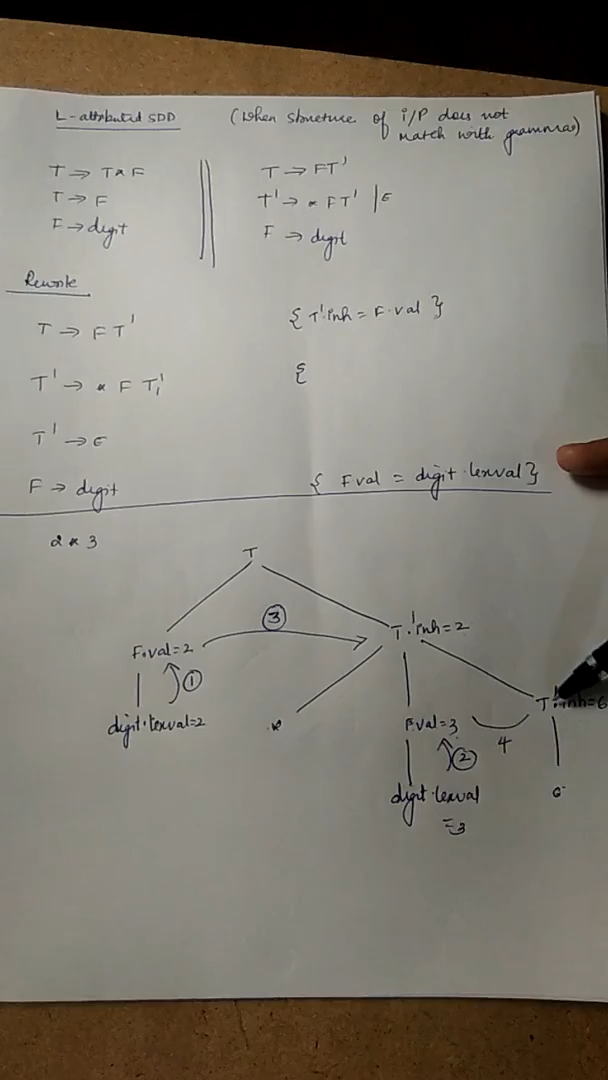 L-attributed SDD (When structure of i/p does not
match with grammar)
T → T * F
T → F
F → digit
T → FT'
T' → * FT' | ε
F → digit
Rewrite
T → F T' { T'.inh = F.val }
T' → * F T₁' {
T' → ε
F → digit { F.val = digit.lexval }
2 * 3
T
F.val=2 ③ T'.inh=2
① digit.lexval=2
* F.val=3 4 T'.inh=6
② digit.lexval
=3
ε